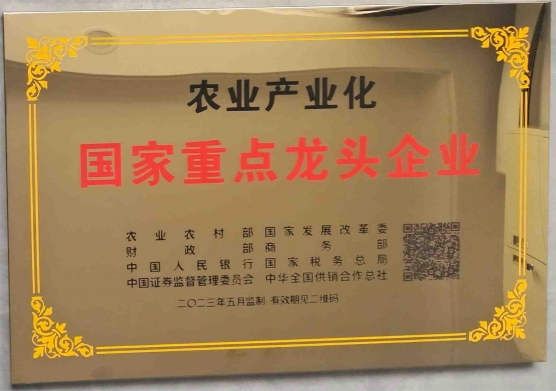 农业产业化
国家重点龙头企业
农业农村部 国家发展改革委
财政部 商务部
中国人民银行 国家税务总局
中国证券监督管理委员会 中华全国供销合作总社
二〇二三年五月监制 有效期见二维码